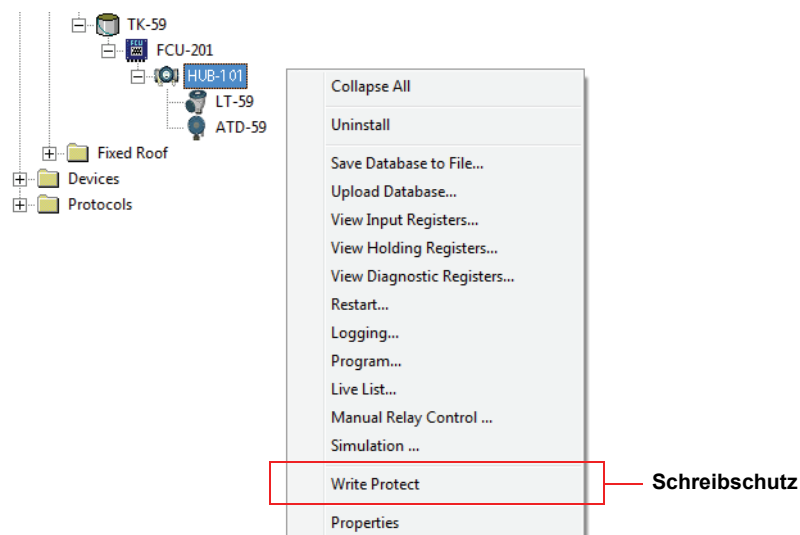 TK-59
FCU
FCU-201
HUB-101
LT-59
ATD-59
Fixed Roof
Devices
Protocols
Collapse All
Uninstall
Save Database to File...
Upload Database...
View Input Registers...
View Holding Registers...
View Diagnostic Registers...
Restart...
Logging...
Program...
Live List...
Manual Relay Control ...
Simulation ...
Write Protect
Schreibschutz
Properties